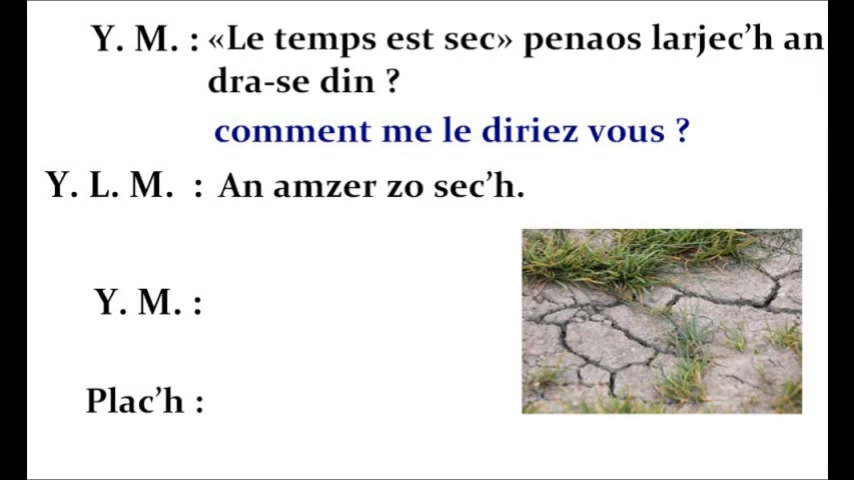 Y. M. : «Le temps est sec» penaos larjec’h an
dra-se din ?
comment me le diriez vous ?
Y. L. M. : An amzer zo sec’h.
Y. M. :
Plac’h :